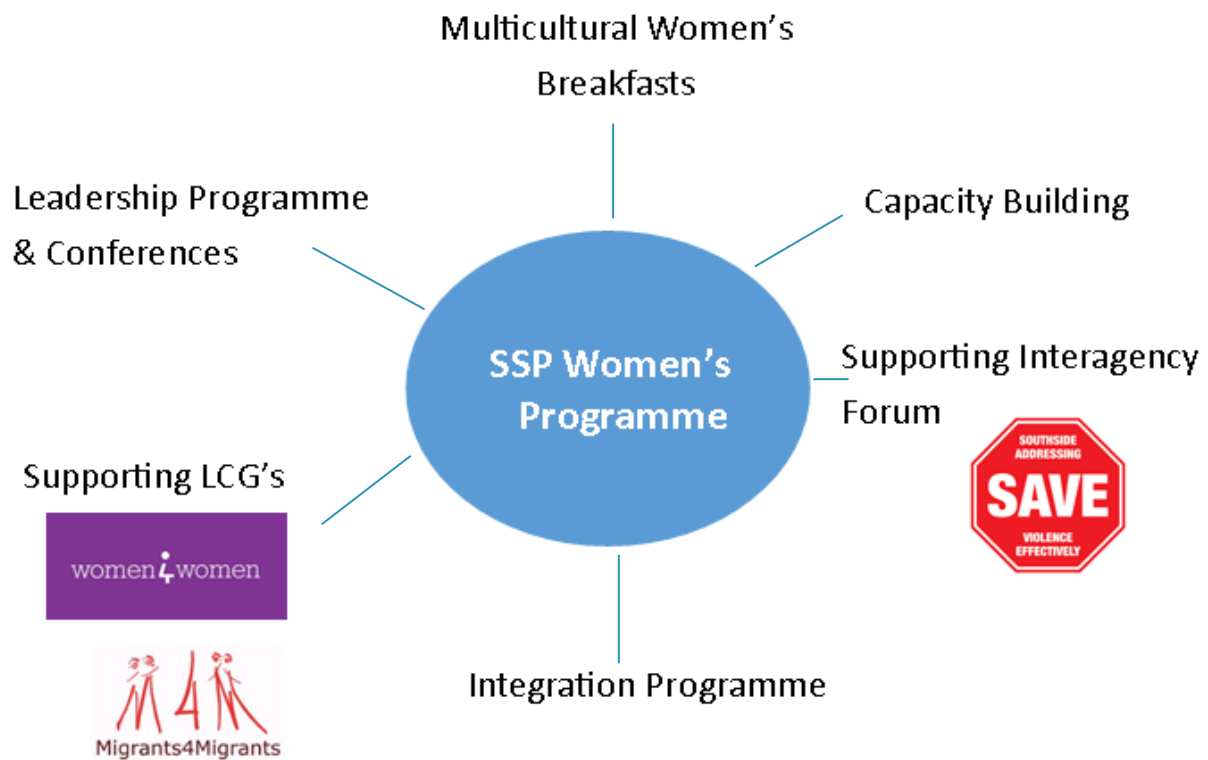 Multicultural Women's
Breakfasts
Leadership Programme
& Conferences
Capacity Building
SSP Women's
Programme
Supporting Interagency
Forum
SOUTHSIDE
ADDRESSING
SAVE
VIOLENCE
EFFECTIVELY
Supporting LCG's
women4women
M4M
Migrants4Migrants
Integration Programme